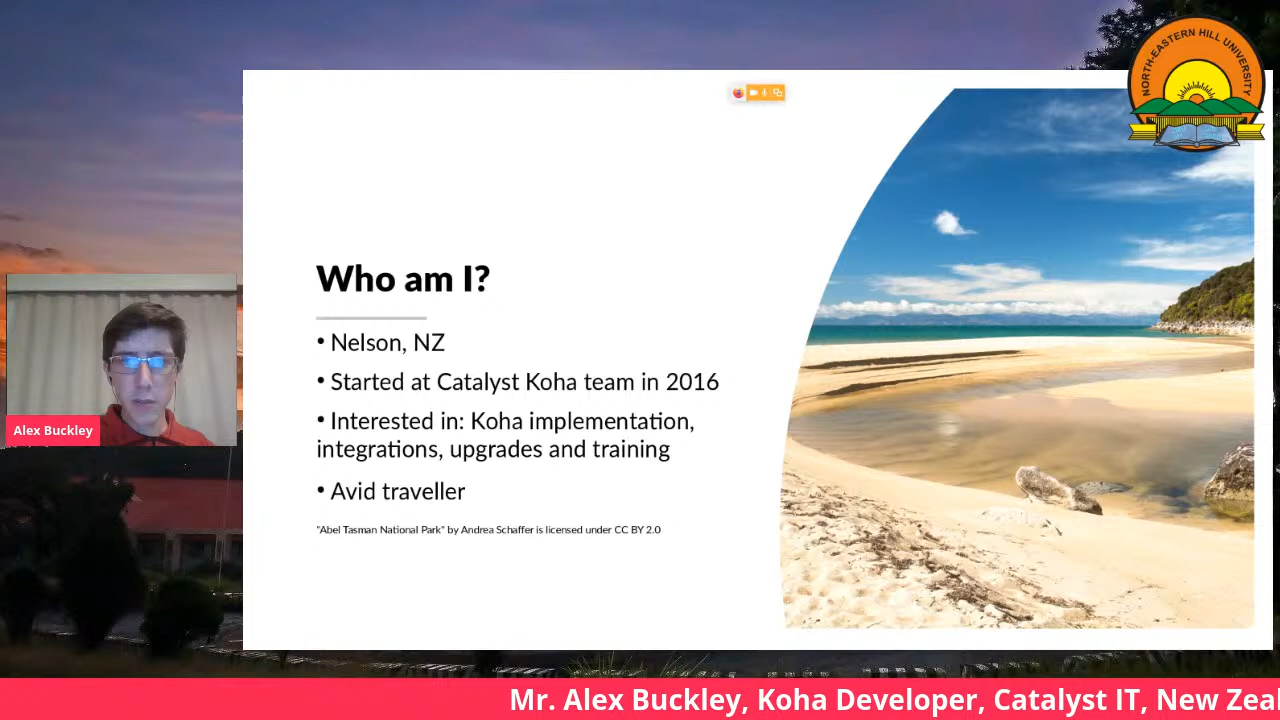 NORTH-EASTERN HILL UNIVERSITY
Who am I?
• Nelson, NZ
• Started at Catalyst Koha team in 2016
• Interested in: Koha implementation,
integrations, upgrades and training
• Avid traveller
"Abel Tasman National Park" by Andrea Schaffer is licensed under CC BY 2.0
Alex Buckley
Mr. Alex Buckley, Koha Developer, Catalyst IT, New Zea